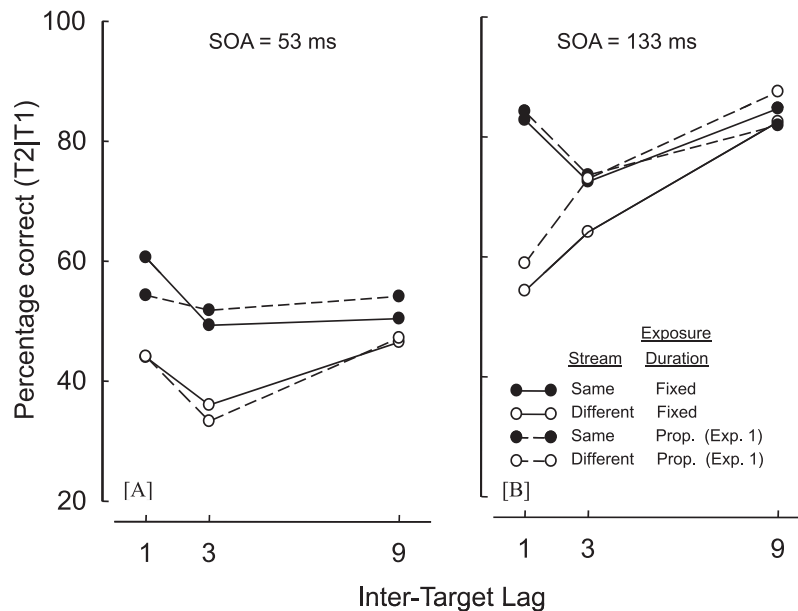 SOA = 53 ms
SOA = 133 ms
Percentage correct (T2|T1)
100
80
60
40
20
[A]
[B]
Exposure
Stream Duration
Same Fixed
Different Fixed
Same Prop. (Exp. 1)
Different Prop. (Exp. 1)
1 3 9
1 3 9
Inter-Target Lag